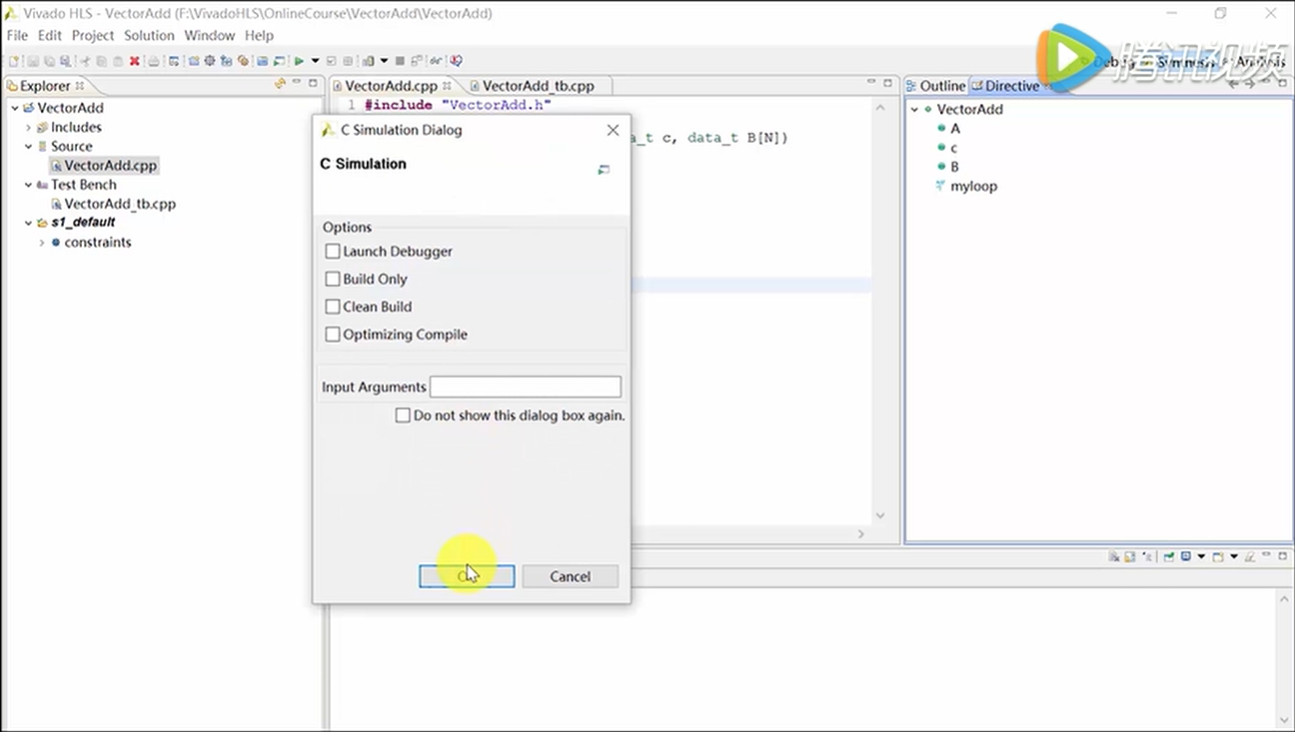 Vivado HLS - VectorAdd (F:\VivadoHLS\OnlineCourse\VectorAdd\VectorAdd)
File Edit Project Solution Window Help
腾讯视频
Debug Synthesis Analysis
Explorer
VectorAdd
Includes
Source
VectorAdd.cpp
Test Bench
VectorAdd_tb.cpp
s1_default
constraints
VectorAdd.cpp VectorAdd_tb.cpp
1 #include "VectorAdd.h"
c, data_t B[N])
C Simulation Dialog
C Simulation
Options
Launch Debugger
Build Only
Clean Build
Optimizing Compile
Input Arguments
Do not show this dialog box again.
Cancel
Outline Directive
VectorAdd
A
c
B
myloop